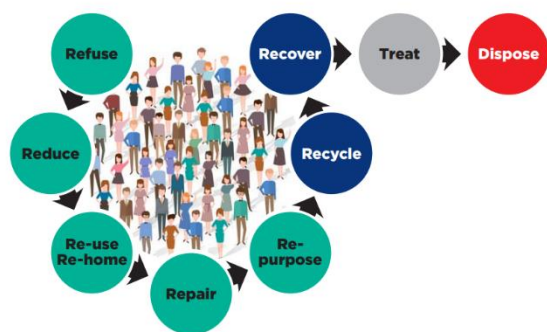 Refuse
Reduce
Re-use
Re-home
Repair
Re-
purpose
Recycle
Recover
Treat
Dispose